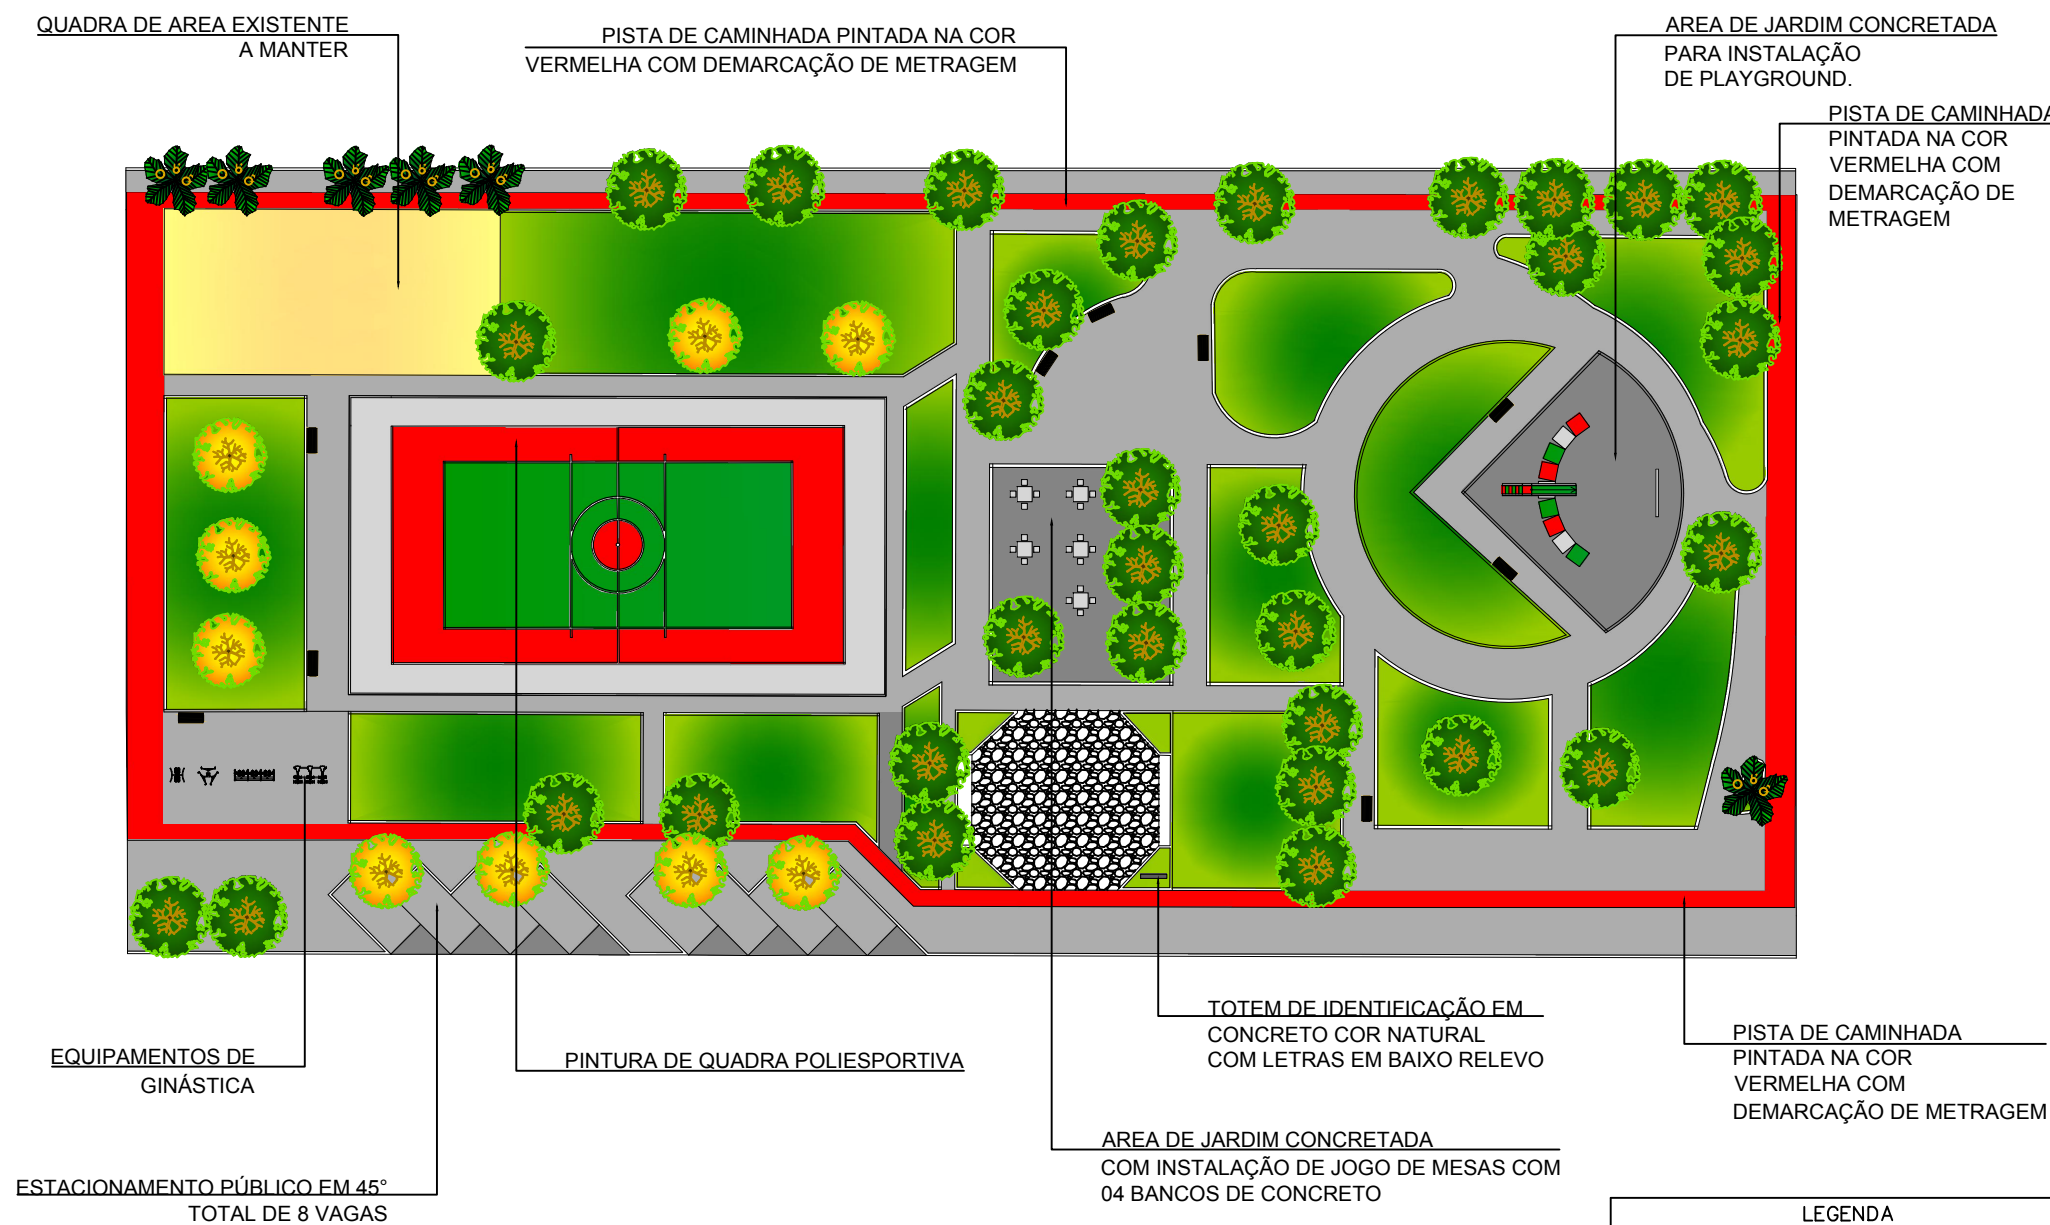 QUADRA DE AREA EXISTENTE
A MANTER
PISTA DE CAMINHADA PINTADA NA COR
VERMELHA COM DEMARCAÇÃO DE METRAGEM
AREA DE JARDIM CONCRETADA
PARA INSTALAÇÃO
DE PLAYGROUND.
PISTA DE CAMINHADA
PINTADA NA COR
VERMELHA COM
DEMARCAÇÃO DE
METRAGEM
EQUIPAMENTOS DE
GINÁSTICA
PINTURA DE QUADRA POLIESPORTIVA
TOTEM DE IDENTIFICAÇÃO EM
CONCRETO COR NATURAL
COM LETRAS EM BAIXO RELEVO
PISTA DE CAMINHADA
PINTADA NA COR
VERMELHA COM
DEMARCAÇÃO DE METRAGEM
AREA DE JARDIM CONCRETADA
COM INSTALAÇÃO DE JOGO DE MESAS COM
04 BANCOS DE CONCRETO
ESTACIONAMENTO PÚBLICO EM 45°
TOTAL DE 8 VAGAS
LEGENDA